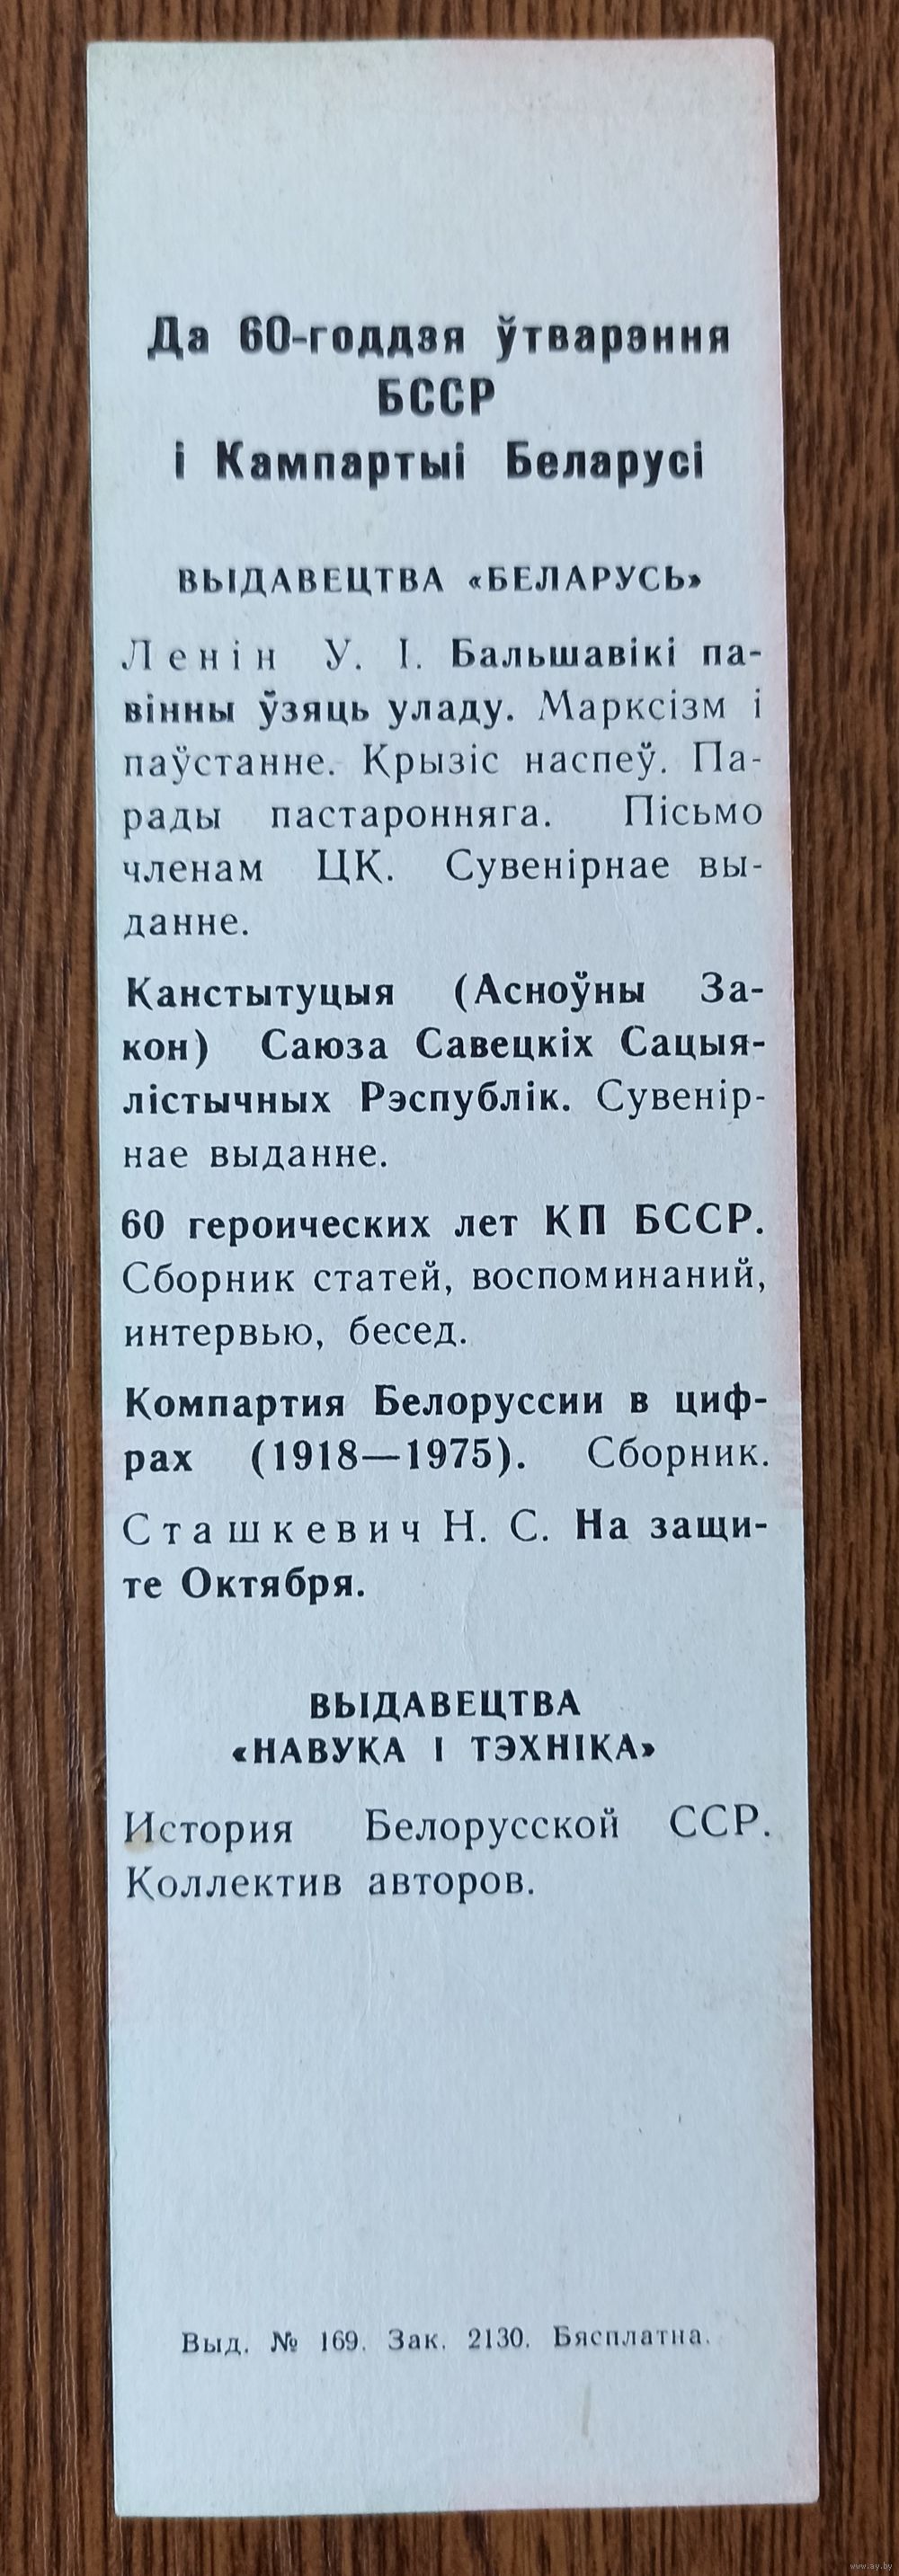 Да 60-годдзя ўтварэння
БССР
і Кампартыі Беларусі
ВЫДАВЕЦТВА «БЕЛАРУСЬ»
Ленін У. І. Бальшавікі па-
вінны ўзяць уладу. Марксізм і
паўстанне. Крызіс наспеў. Па-
рады пастаронняга. Пісьмо
членам ЦК. Сувенірнае вы-
данне.
Канстытуцыя (Асноўны За-
кон) Саюза Савецкіх Сацыя-
лістычных Рэспублік. Сувенір-
нае выданне.
60 героических лет КП БССР.
Сборник статей, воспоминаний,
интервью, бесед.
Компартия Белоруссии в циф-
рах (1918—1975). Сборник.
Сташкевич Н. С. На защи-
те Октября.
ВЫДАВЕЦТВА
«НАВУКА І ТЭХНІКА»
История Белорусской ССР.
Коллектив авторов.
Выд. № 169. Зак. 2130. Бясплатна.
www.ay.by